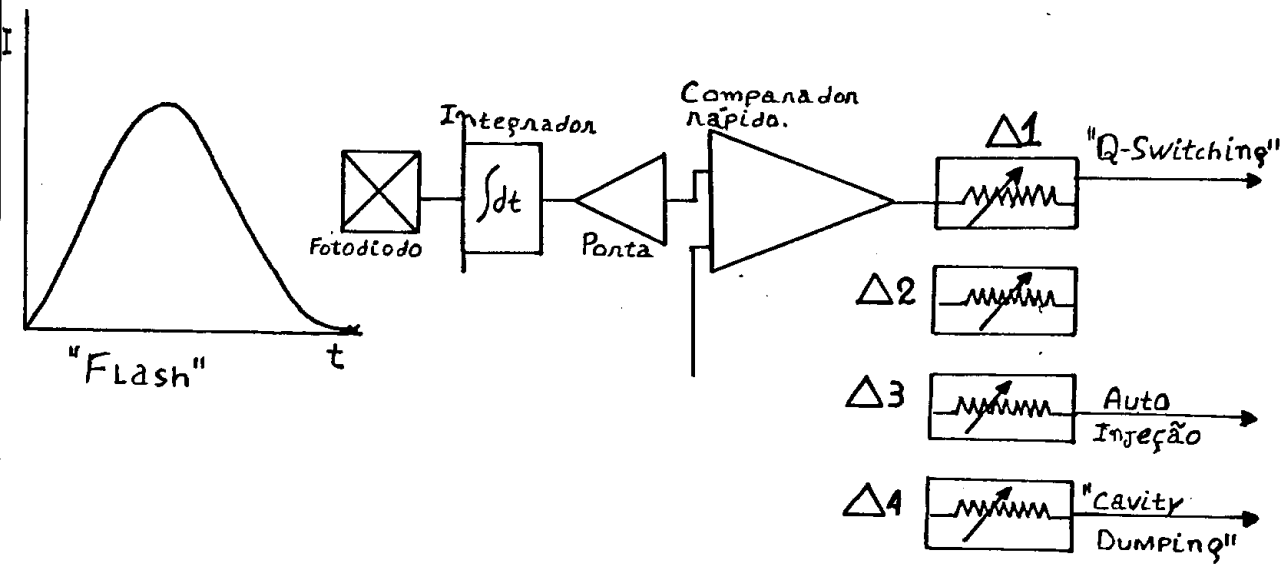 I
"FLash"
t
Fotodiodo
Integrador
∫dt
Porta
Comparador
rápido.
Δ1
"Q-Switching"
Δ2
Δ3
Auto
Injeção
Δ4
"Cavity
Dumping"